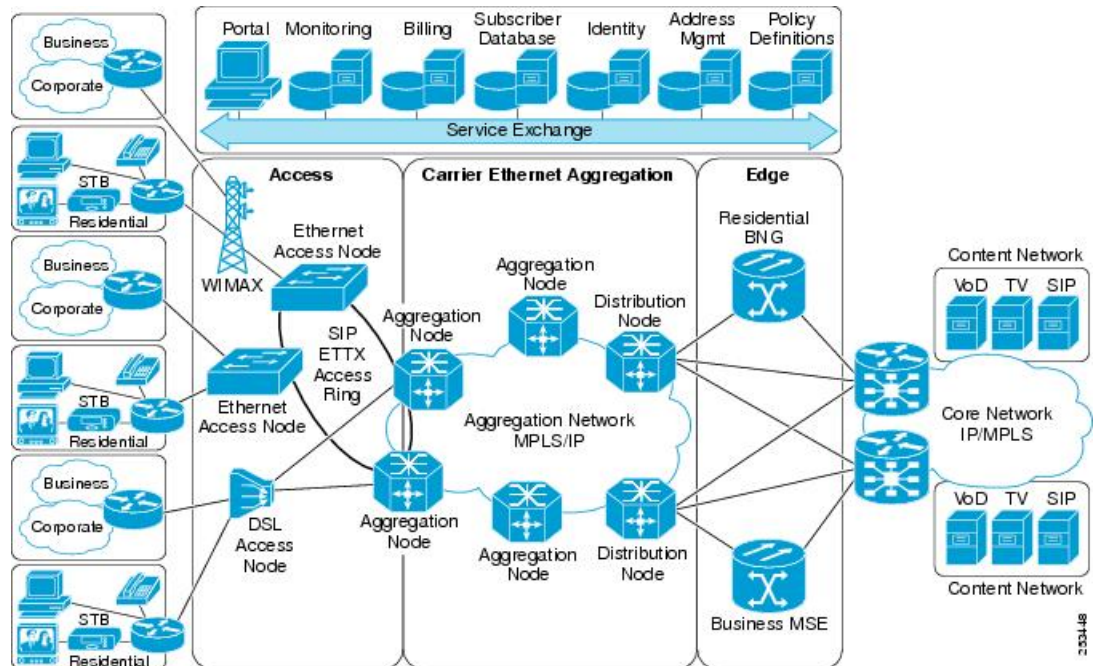 Business
Corporate
STB
Residential
Business
Corporate
STB
Residential
Business
Corporate
STB
Residential
Portal
Monitoring
Billing
Subscriber
Database
Identity
Address
Mgmt
Policy
Definitions
Service Exchange
Access
WIMAX
Ethernet
Access Node
SIP
ETTX
Access
Ring
Ethernet
Access Node
DSL
Access
Node
Carrier Ethernet Aggregation
Aggregation
Node
Aggregation
Node
Distribution
Node
Aggregation Network
MPLS/IP
Aggregation
Node
Aggregation
Node
Distribution
Node
Edge
Residential
BNG
Business MSE
Content Network
VoD TV SIP
Core Network
IP/MPLS
VoD TV SIP
Content Network
253448